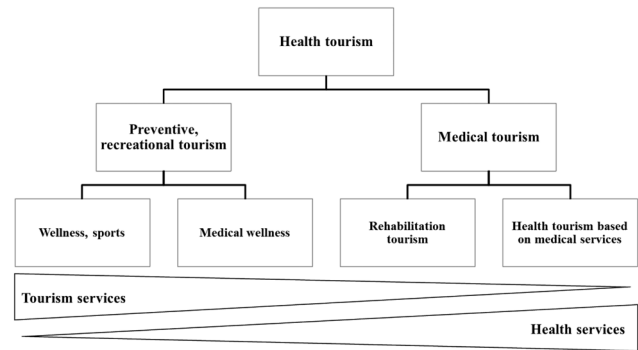 Health tourism
Preventive,
recreational tourism
Medical tourism
Wellness, sports
Medical wellness
Rehabilitation
tourism
Health tourism based
on medical services
Tourism services
Health services